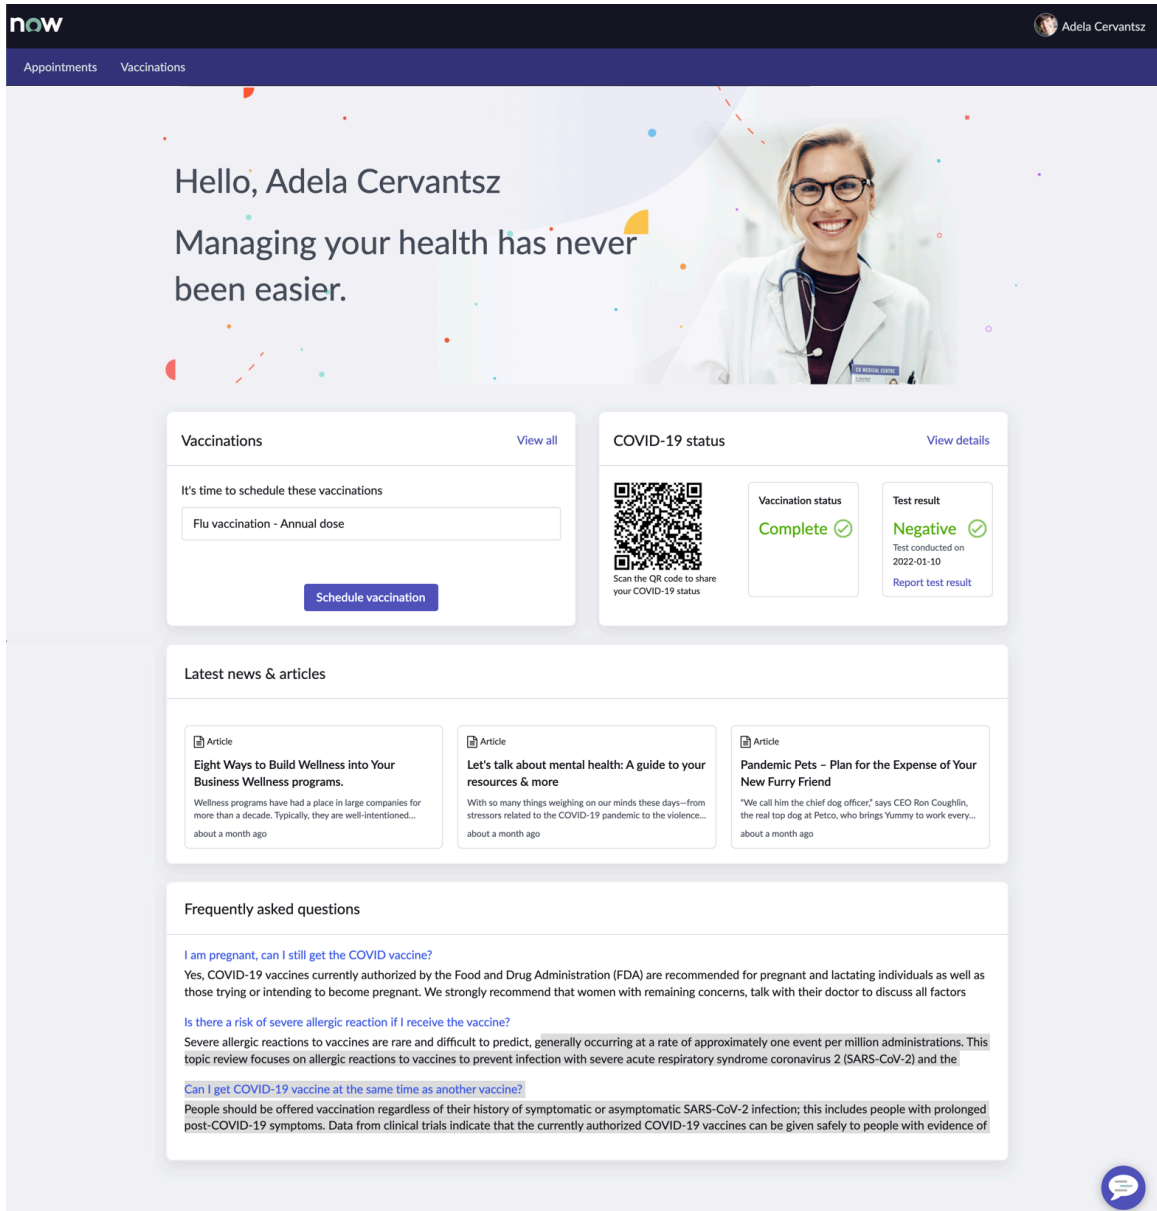 now
Adela Cervantsz
Appointments
Vaccinations
Hello, Adela Cervantsz
Managing your health has never
been easier.
Vaccinations
View all
It's time to schedule these vaccinations
Flu vaccination - Annual dose
Schedule vaccination
COVID-19 status
View details
Scan the QR code to share
your COVID-19 status
Vaccination status
Complete
Test result
Negative
Test conducted on
2022-01-10
Report test result
Latest news & articles
Article
Eight Ways to Build Wellness into Your
Business Wellness programs.
Wellness programs have had a place in large companies for
more than a decade. Typically, they are well-intentioned...
about a month ago
Article
Let's talk about mental health: A guide to your
resources & more
With so many things weighing on our minds these days—from
stressors related to the COVID-19 pandemic to the violence...
about a month ago
Article
Pandemic Pets – Plan for the Expense of Your
New Furry Friend
"We call him the chief dog officer," says CEO Ron Coughlin,
the real top dog at Petco, who brings Yummy to work every...
about a month ago
Frequently asked questions
I am pregnant, can I still get the COVID vaccine?
Yes, COVID-19 vaccines currently authorized by the Food and Drug Administration (FDA) are recommended for pregnant and lactating individuals as well as
those trying or intending to become pregnant. We strongly recommend that women with remaining concerns, talk with their doctor to discuss all factors
Is there a risk of severe allergic reaction if I receive the vaccine?
Severe allergic reactions to vaccines are rare and difficult to predict, generally occurring at a rate of approximately one event per million administrations. This
topic review focuses on allergic reactions to vaccines to prevent infection with severe acute respiratory syndrome coronavirus 2 (SARS-CoV-2) and the
Can I get COVID-19 vaccine at the same time as another vaccine?
People should be offered vaccination regardless of their history of symptomatic or asymptomatic SARS-CoV-2 infection; this includes people with prolonged
post-COVID-19 symptoms. Data from clinical trials indicate that the currently authorized COVID-19 vaccines can be given safely to people with evidence of